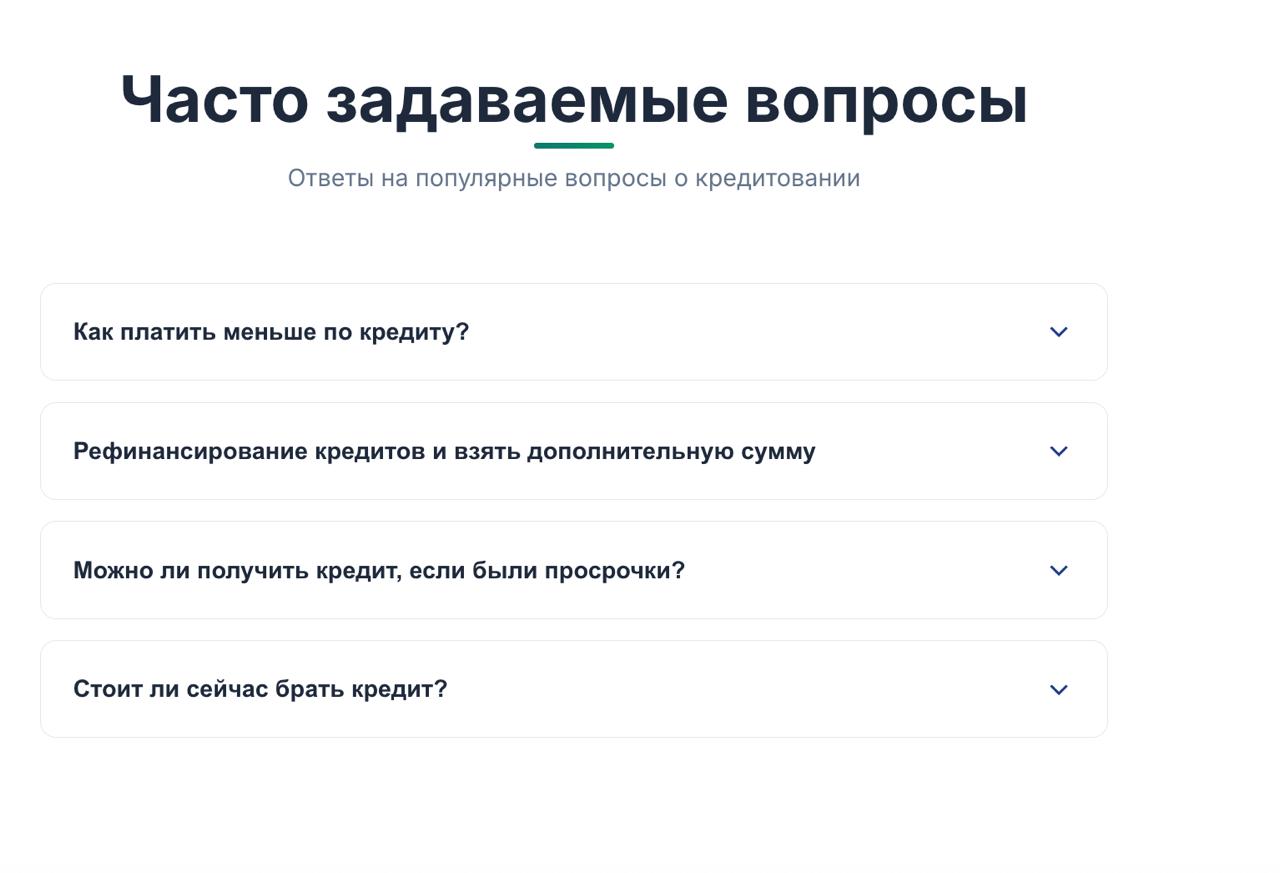 Часто задаваемые вопросы
Ответы на популярные вопросы о кредитовании
Как платить меньше по кредиту?
Рефинансирование кредитов и взять дополнительную сумму
Можно ли получить кредит, если были просрочки?
Стоит ли сейчас брать кредит?